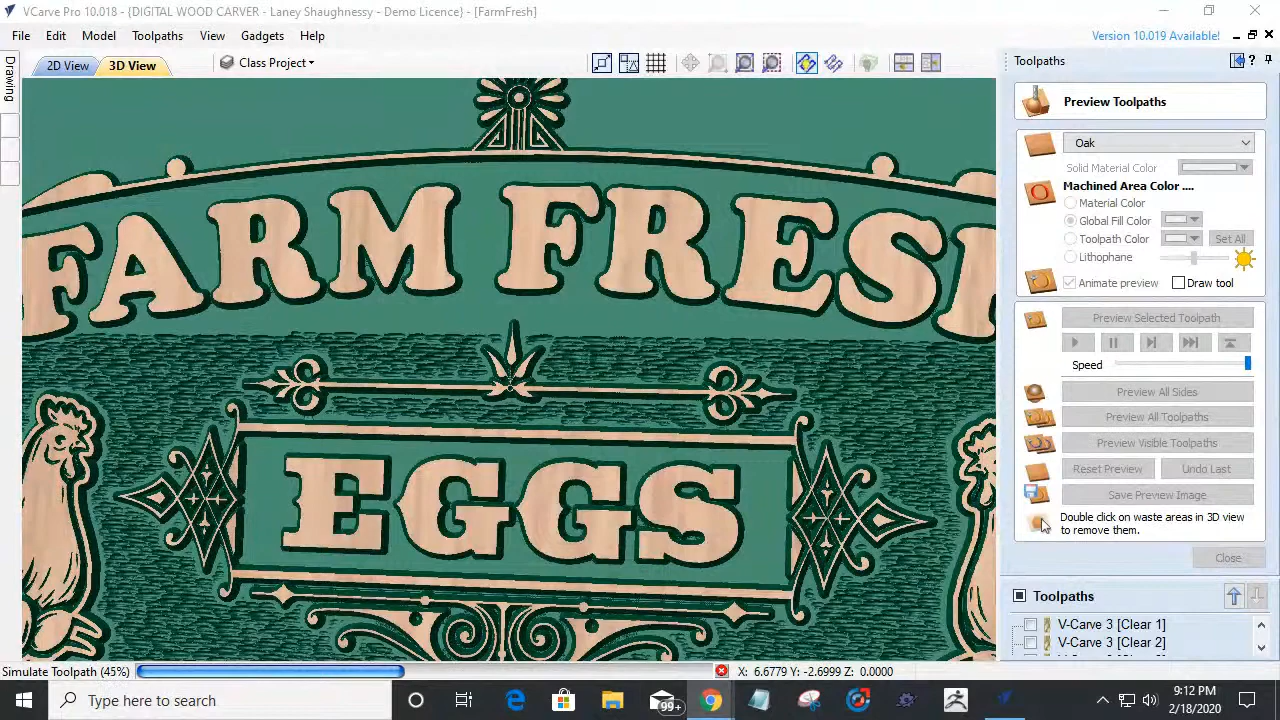 VCarve Pro 10.018 - {DIGITAL WOOD CARVER - Laney Shaughnessy - Demo Licence} - [FarmFresh]
File Edit Model Toolpaths View Gadgets Help Version 10.019 Available!
2D View 3D View Class Project
Drawing
Toolpaths ?
Preview Toolpaths
Oak
Solid Material Color
Machined Area Color ....
Material Color
Global Fill Color
Toolpath Color Set All
Lithophane
Animate preview Draw tool
Preview Selected Toolpath
Speed
Preview All Sides
Preview All Toolpaths
Preview Visible Toolpaths
Reset Preview Undo Last
Save Preview Image
Double click on waste areas in 3D view
to remove them.
Close
Toolpaths
V-Carve 3 [Clear 1]
V-Carve 3 [Clear 2]
FARM FRESH
EGGS
Simulate Toolpath (45%) X: 6.6779 Y: -2.6999 Z: 0.0000
Type here to search
99+
9:12 PM
2/18/2020